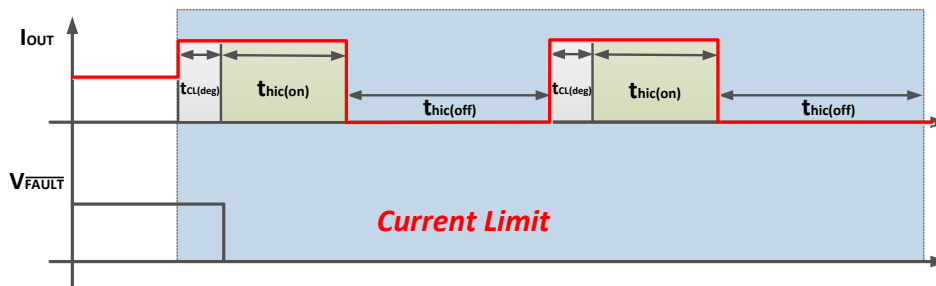 IOUT
tCL(deg) thic(on) tCL(deg) thic(on)
thic(off) thic(off)
VFAULT
Current Limit